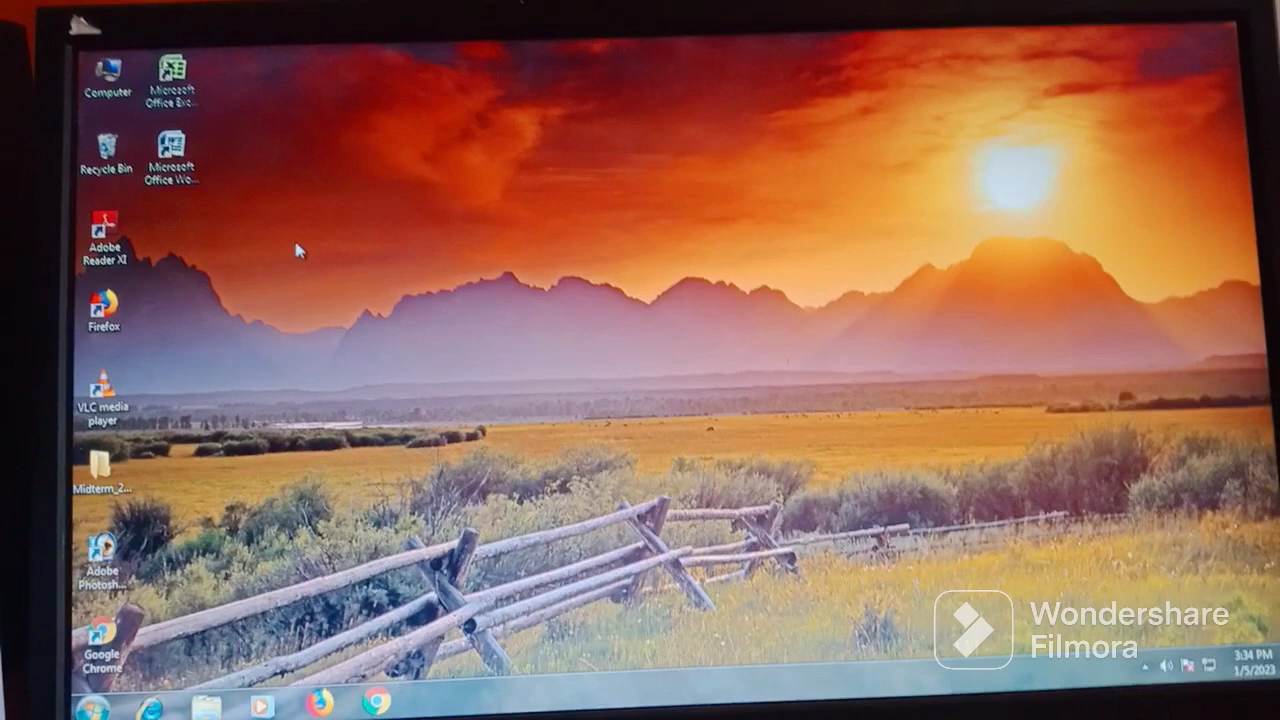 Computer
Microsoft
Office Exc...
Recycle Bin
Microsoft
Office Wo...
Adobe
Reader XI
Firefox
VLC media
player
Midterm_2...
Adobe
Photosh...
Google
Chrome
Wondershare
Filmora
3:34 PM
1/5/2023